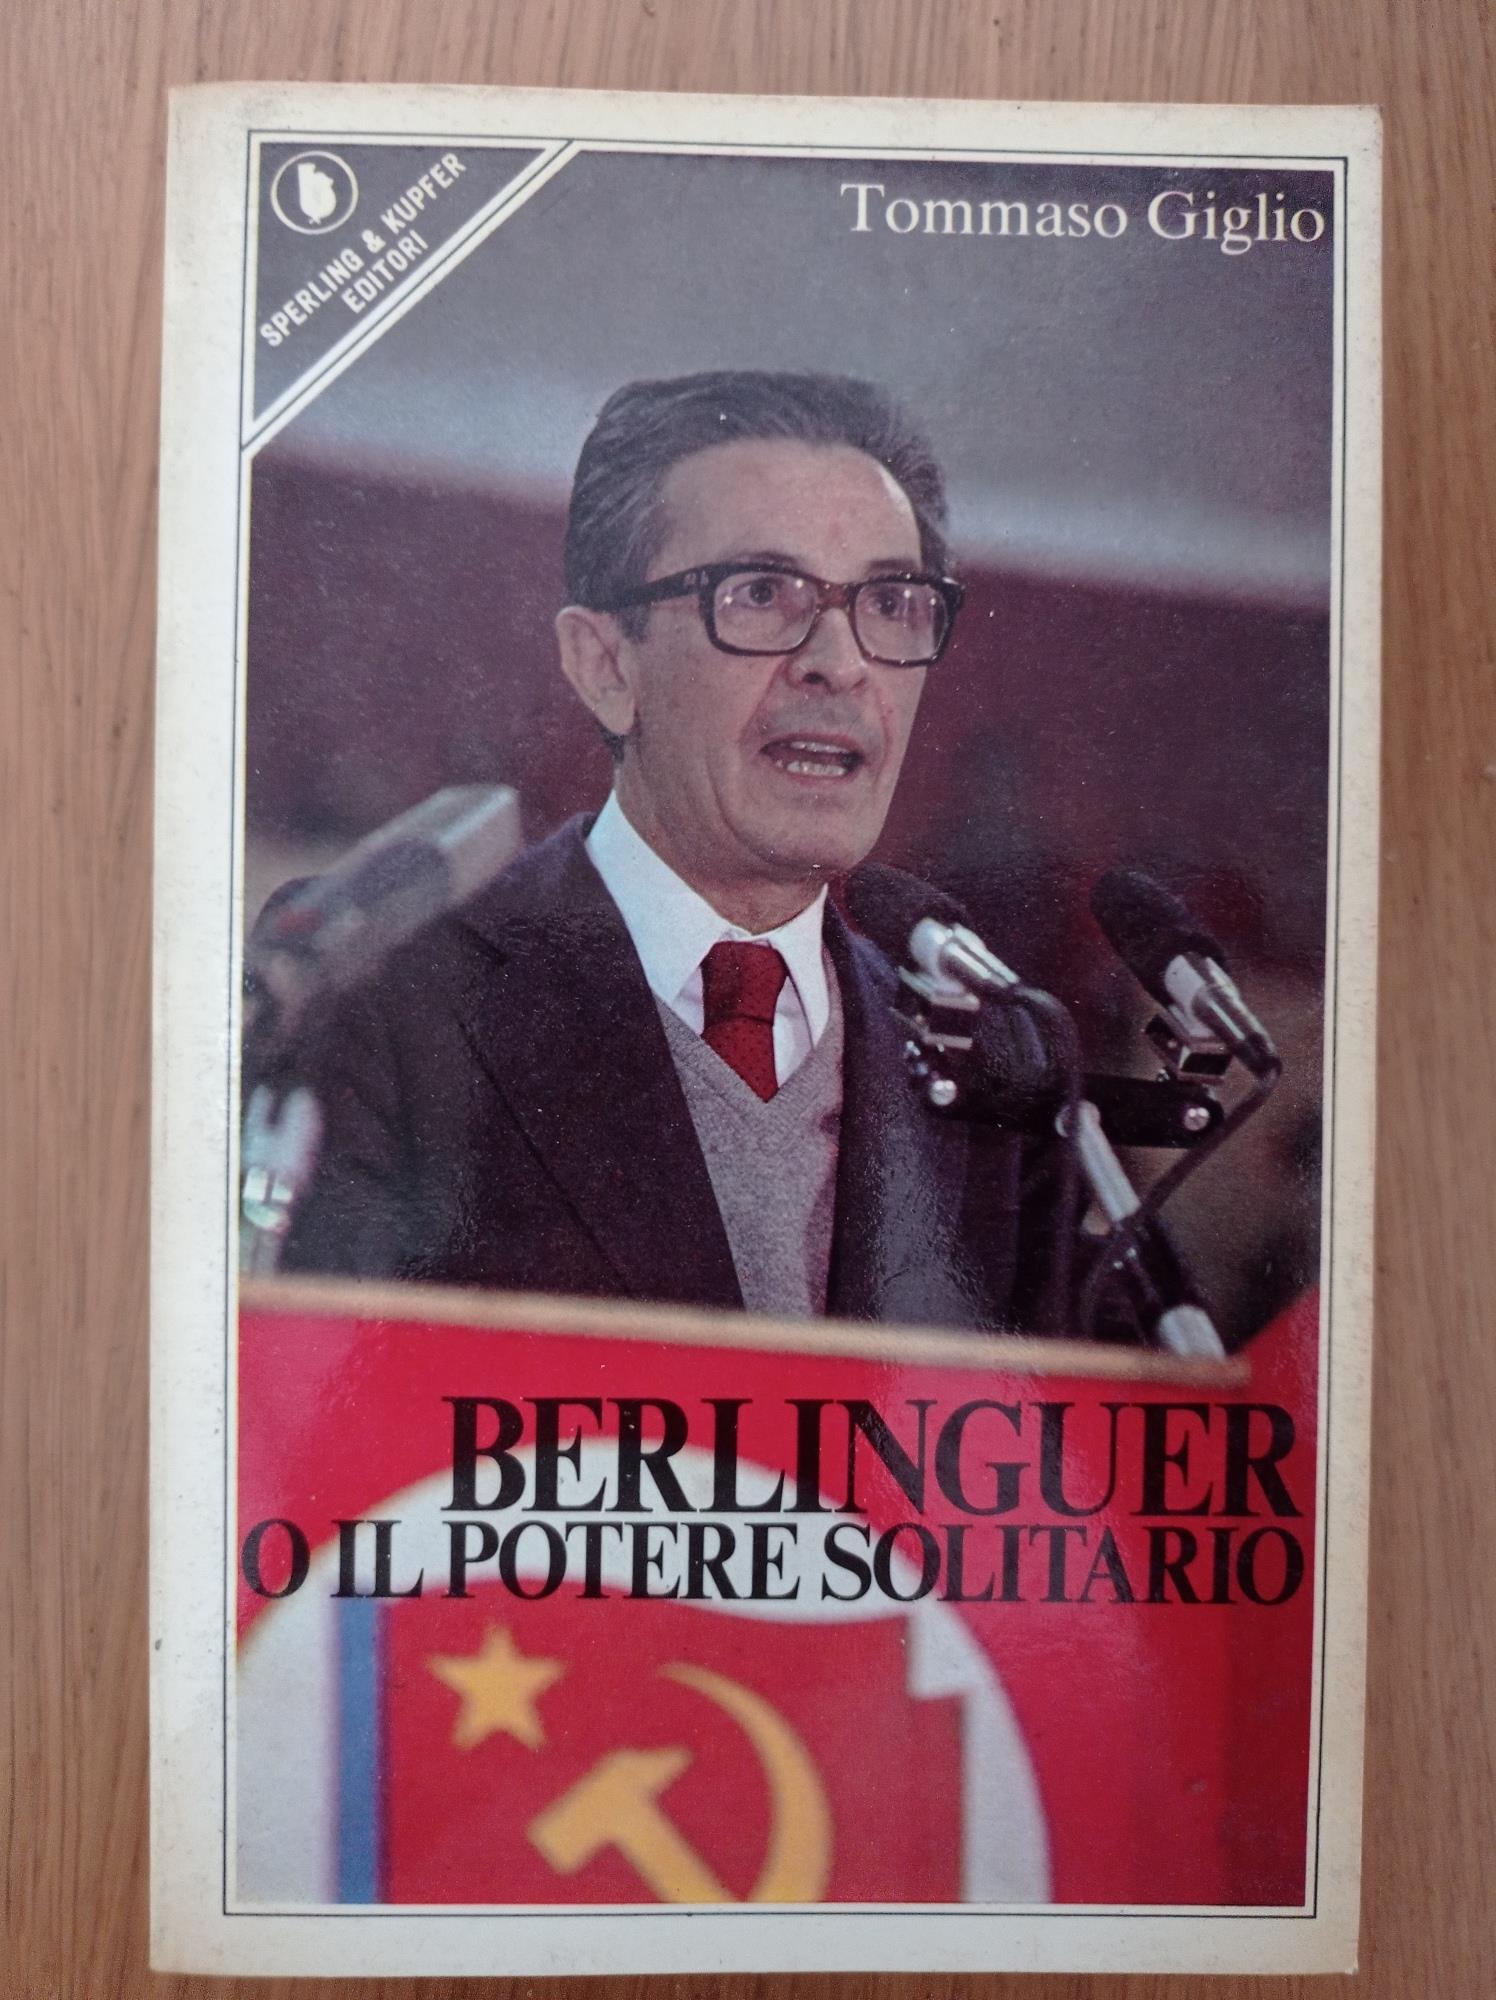 SPERLING & KUPFER
EDITORI
Tommaso Giglio
BERLINGUER
O IL POTERE SOLITARIO